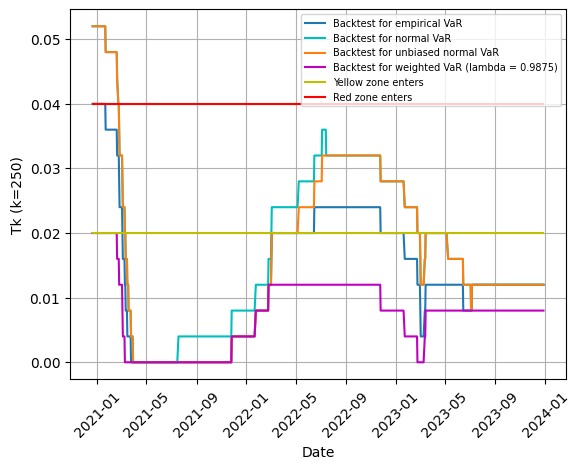 Backtest for empirical VaR
Backtest for normal VaR
Backtest for unbiased normal VaR
Backtest for weighted VaR (lambda = 0.9875)
Yellow zone enters
Red zone enters
0.05
0.04
0.03
0.02
0.01
0.00
Tk (k=250)
2021-01
2021-05
2021-09
2022-01
2022-05
2022-09
2023-01
2023-05
2023-09
2024-01
Date